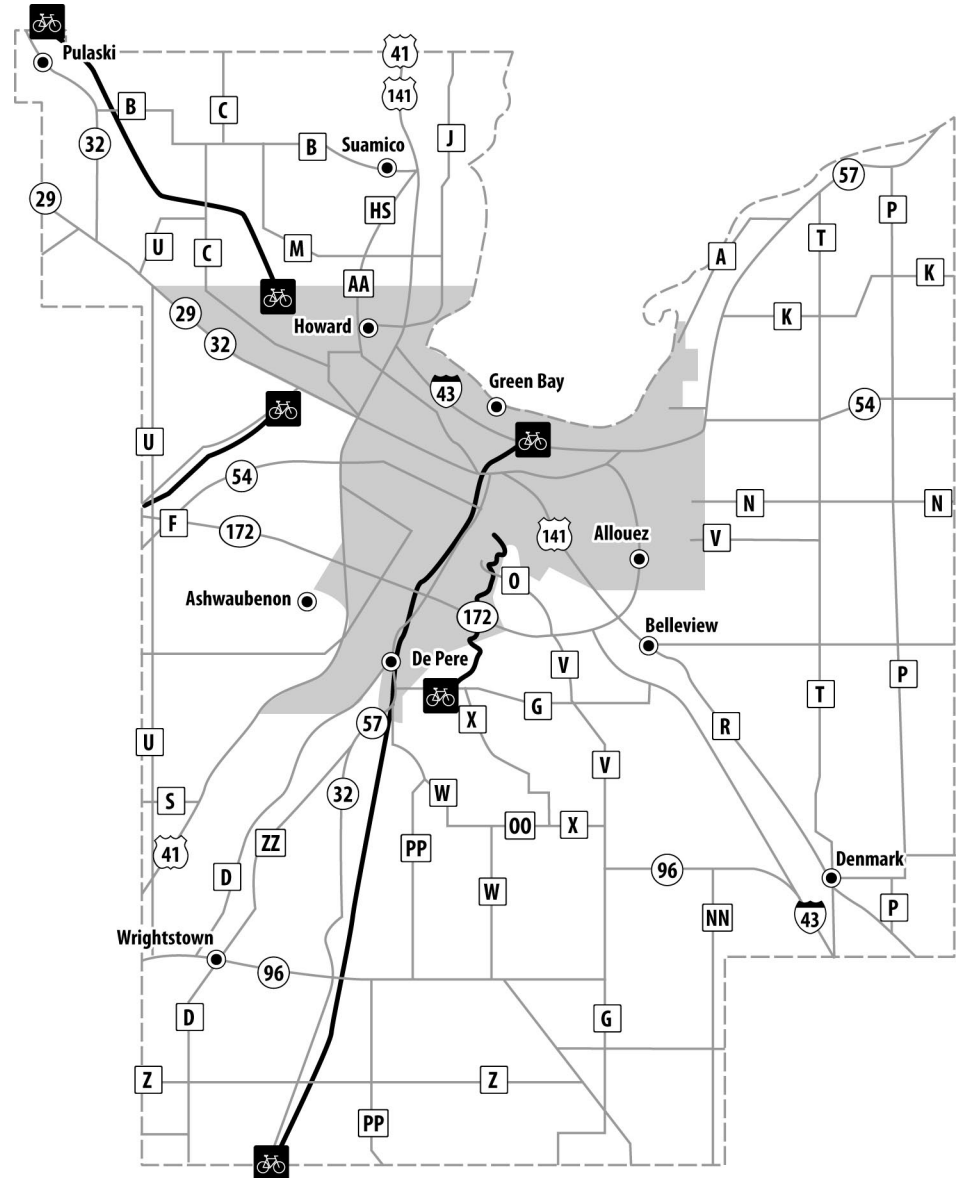 41
Pulaski
141
B
C
J
32
B
Suamico
57
29
P
HS
T
U
C
M
A
K
AA
29
K
Howard
32
43
Green Bay
54
U
54
N
N
F
172
141
Allouez
V
O
Ashwaubenon
172
Belleview
De Pere
V
P
T
X
G
57
R
U
V
32
W
S
OO
X
ZZ
PP
41
Denmark
96
D
W
P
NN
43
Wrightstown
96
D
G
Z
Z
PP